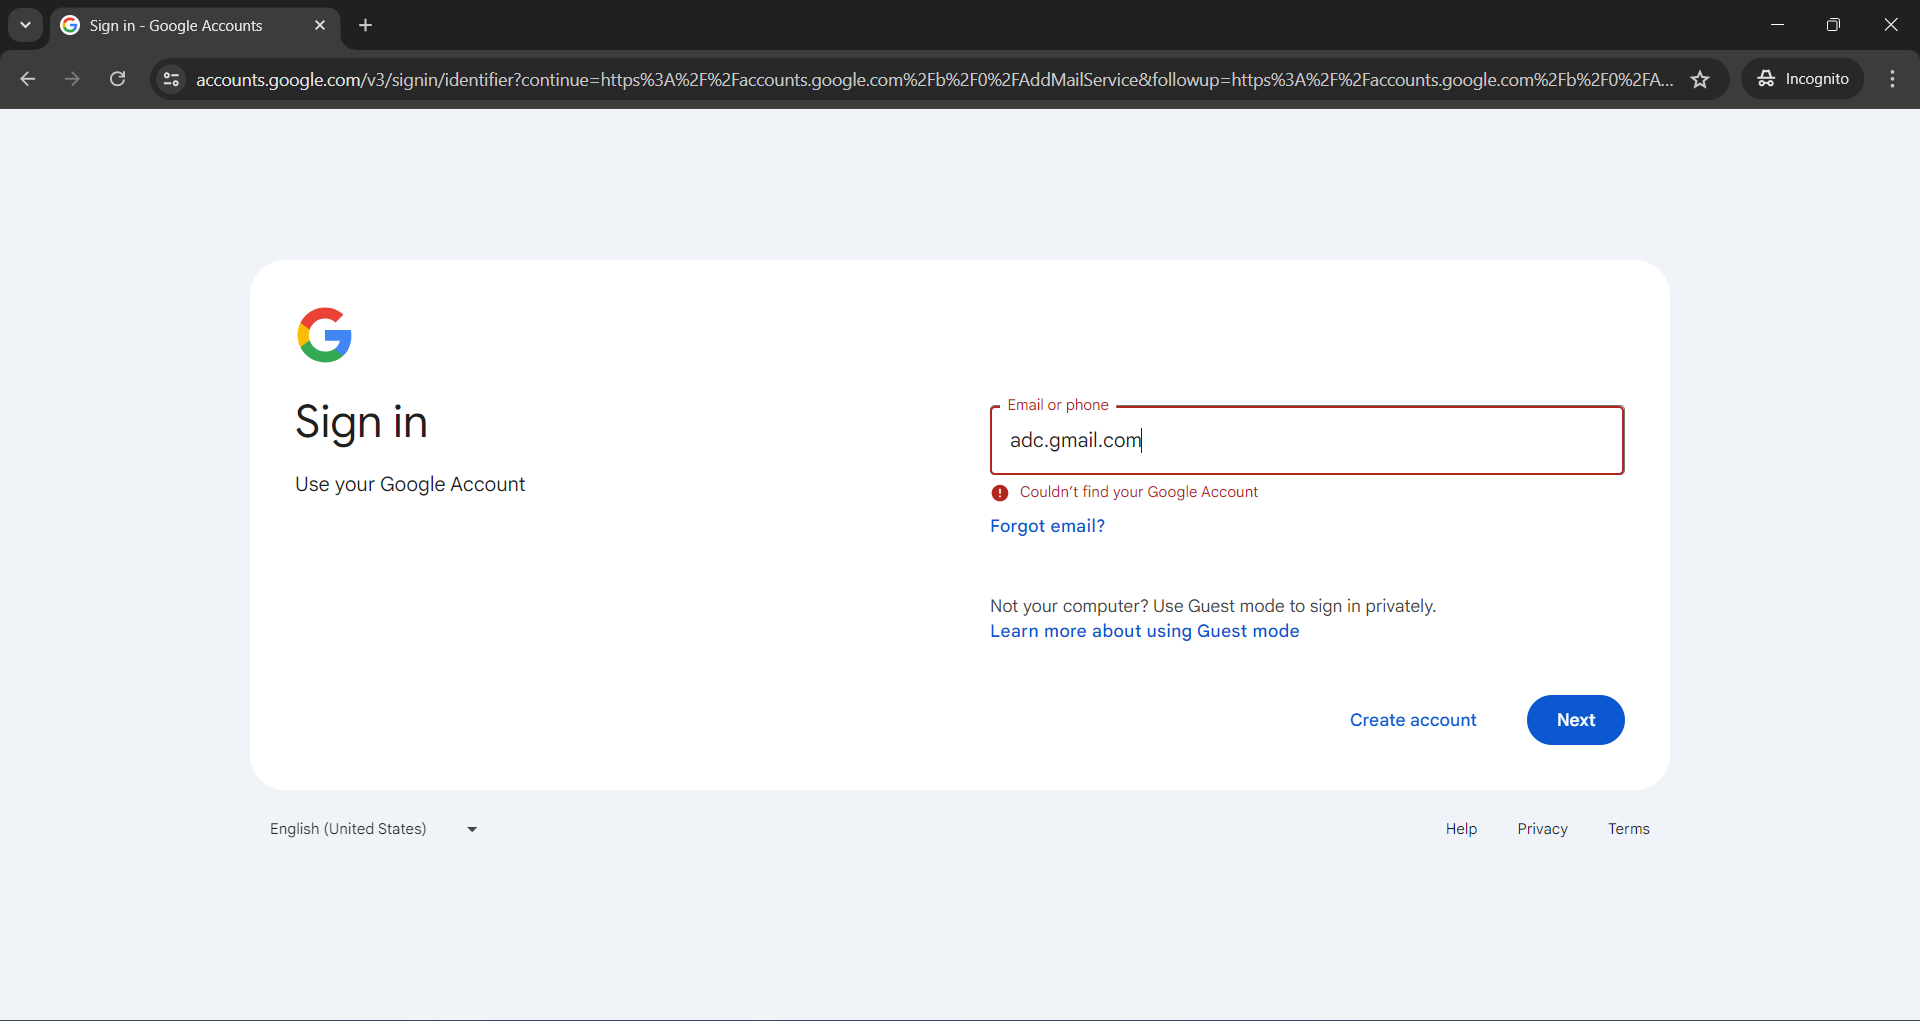 Sign in - Google Accounts
accounts.google.com/v3/signin/identifier?continue=https%3A%2F%2Faccounts.google.com%2Fb%2F0%2FAddMailService&followup=https%3A%2F%2Faccounts.google.com%2Fb%2F0%2FA...
Incognito
Sign in
Use your Google Account
Email or phone
adc.gmail.com
Couldn't find your Google Account
Forgot email?
Not your computer? Use Guest mode to sign in privately.
Learn more about using Guest mode
Create account
Next
English (United States)
Help
Privacy
Terms